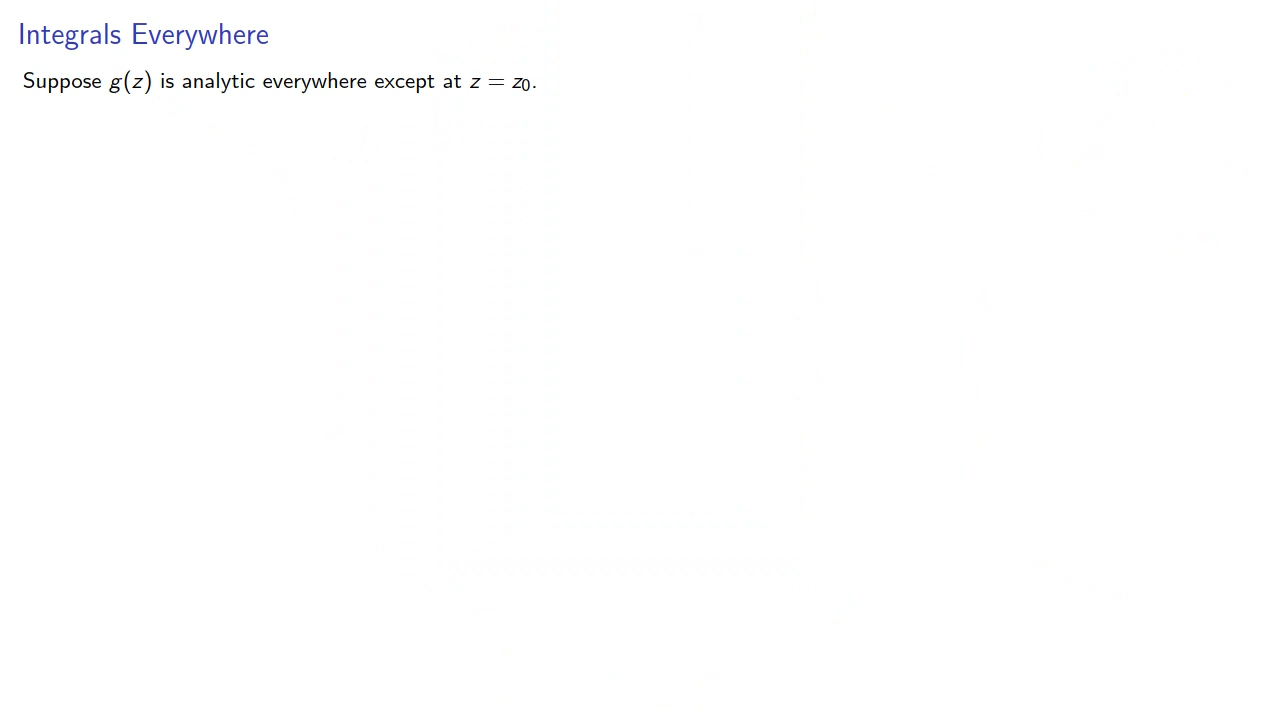 Integrals Everywhere
Suppose g(z) is analytic everywhere except at z = z₀.